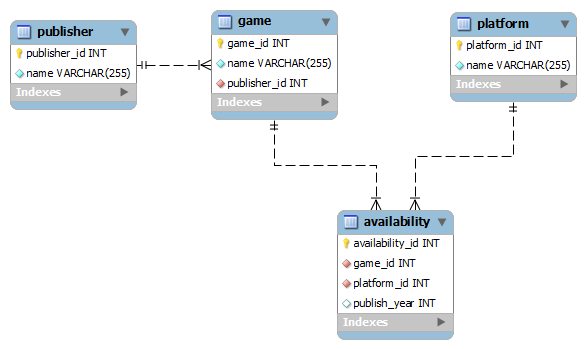 publisher
publisher_id INT
name VARCHAR(255)
Indexes
game
game_id INT
name VARCHAR(255)
publisher_id INT
Indexes
platform
platform_id INT
name VARCHAR(255)
Indexes
availability
availability_id INT
game_id INT
platform_id INT
publish_year INT
Indexes